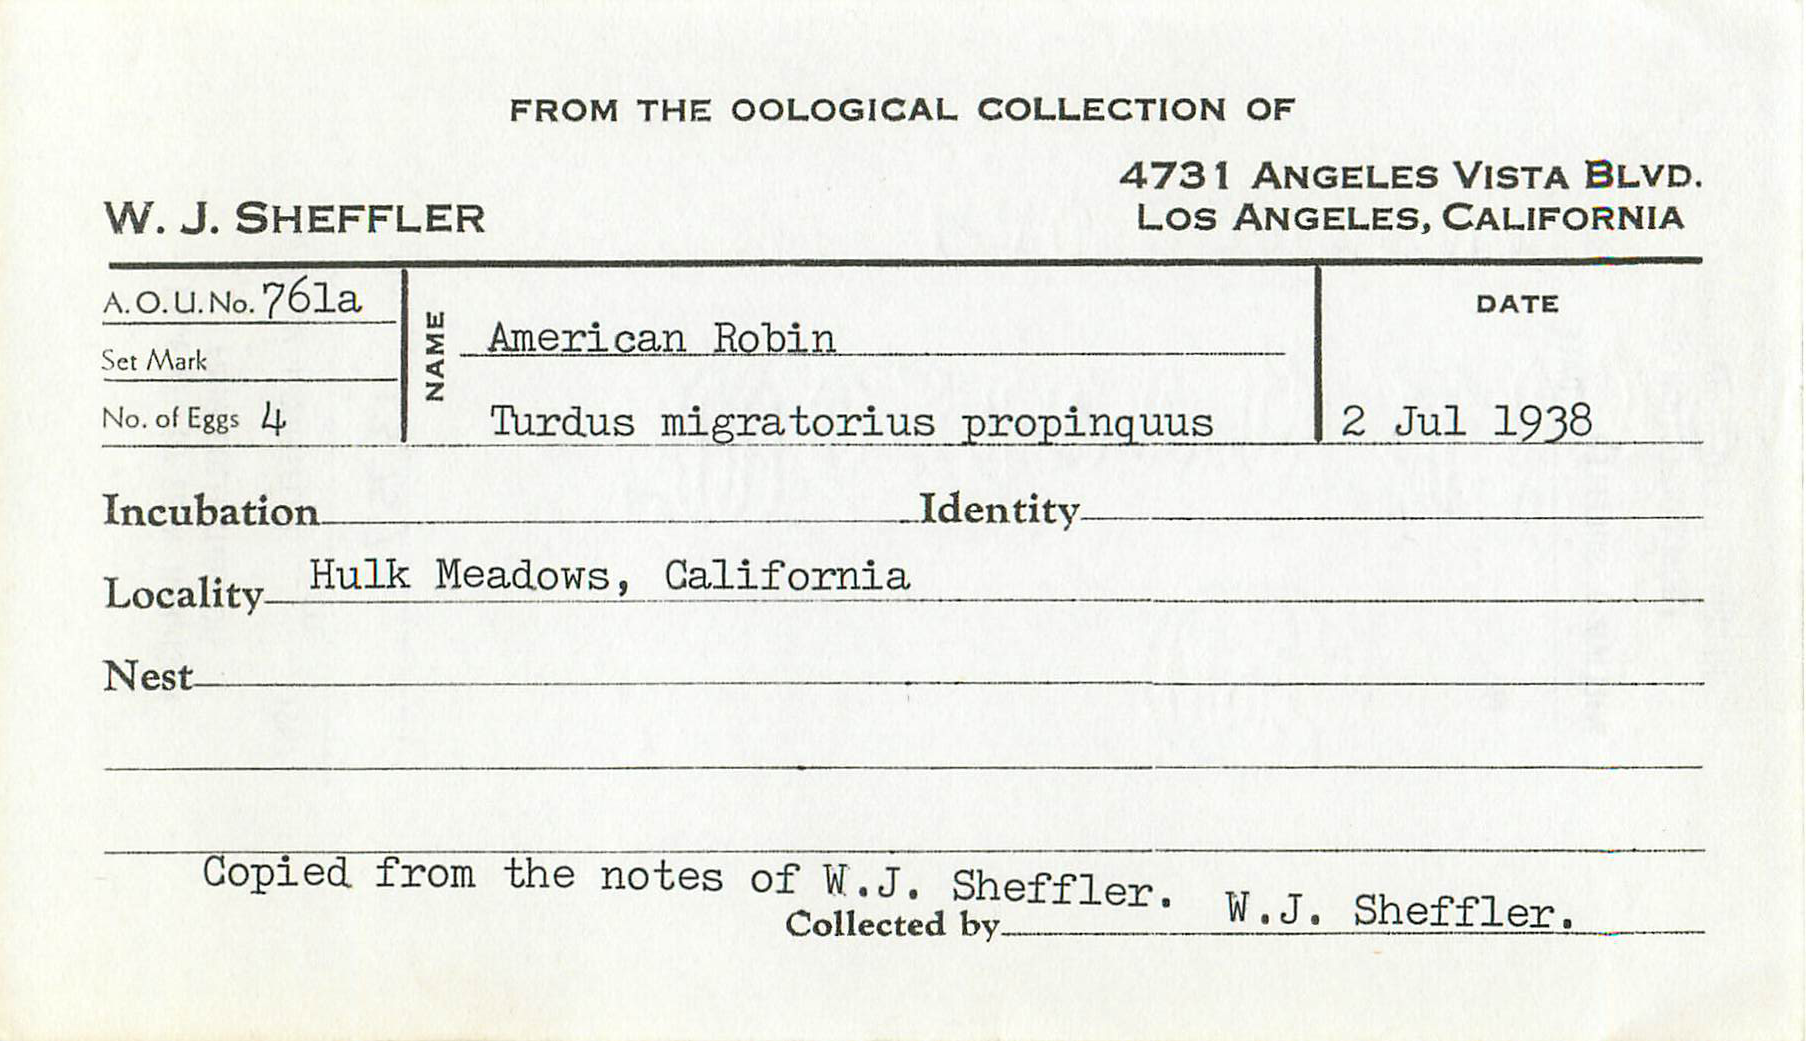 FROM THE OOLOGICAL COLLECTION OF
4731 ANGELES VISTA BLVD.
W. J. SHEFFLER
LOS ANGELES, CALIFORNIA
A.O.U.No. 761a
DATE
NAME
American Robin
Set Mark
No. of Eggs 4
Turdus migratorius propinquus
2 Jul 1938
Incubation Identity
Locality Hulk Meadows, California
Nest
Copied from the notes of W.J. Sheffler.
Collected by W.J. Sheffler.